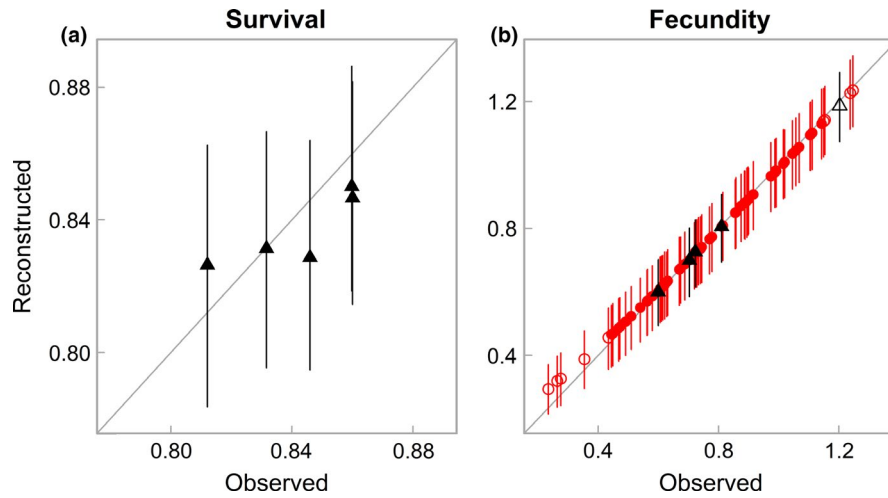 (a) Survival
0.88
0.84
0.80
Reconstructed
0.80 0.84 0.88
Observed
(b) Fecundity
1.2
0.8
0.4
0.4 0.8 1.2
Observed